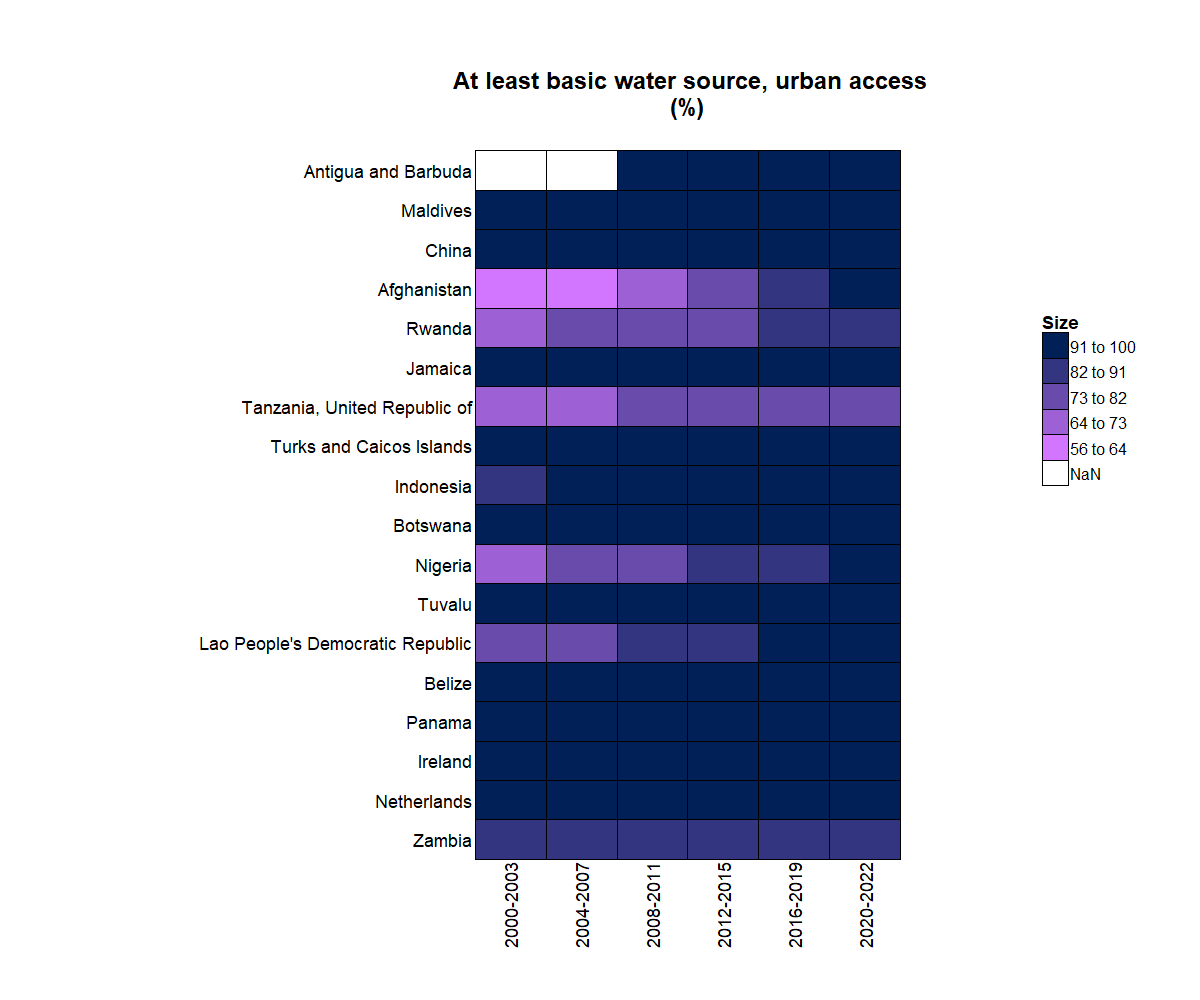 At least basic water source, urban access
(%)
Antigua and Barbuda
Maldives
China
Afghanistan
Rwanda
Jamaica
Tanzania, United Republic of
Turks and Caicos Islands
Indonesia
Botswana
Nigeria
Tuvalu
Lao People's Democratic Republic
Belize
Panama
Ireland
Netherlands
Zambia
2000-2003
2004-2007
2008-2011
2012-2015
2016-2019
2020-2022
Size
91 to 100
82 to 91
73 to 82
64 to 73
56 to 64
NaN